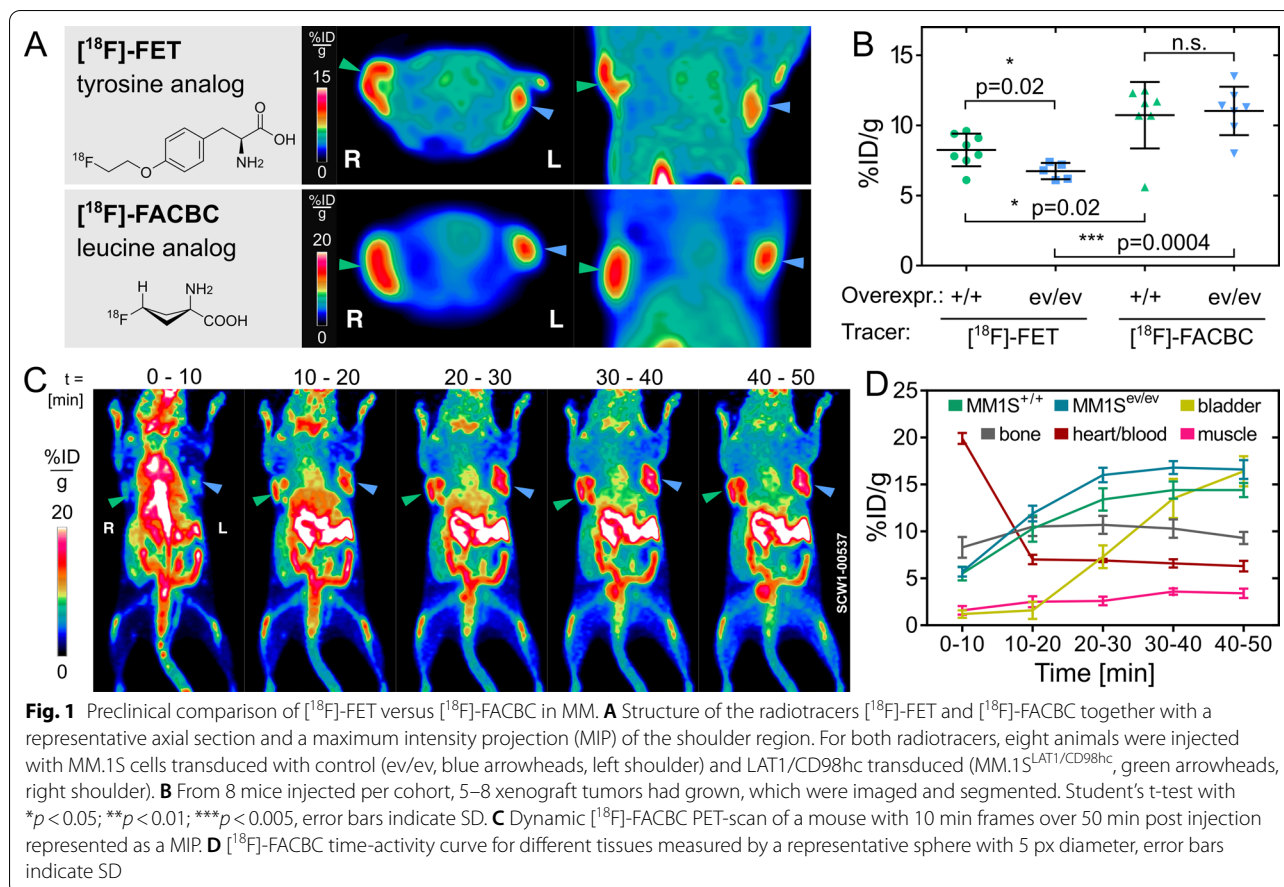 A
[¹⁸F]-FET
tyrosine analog
¹⁸F
O
O
OH
NH2
%ID
g
15
0
R
L
[¹⁸F]-FACBC
leucine analog
H
¹⁸F
NH2
COOH
%ID
g
20
0
R
L
B
%ID/g
15
10
5
0
*
p=0.02
n.s.
* p=0.02
*** p=0.0004
Overexpr.: +/+ ev/ev +/+ ev/ev
Tracer: [¹⁸F]-FET [¹⁸F]-FACBC
C
t = 0 - 10 10 - 20 20 - 30 30 - 40 40 - 50
[min]
%ID
g
20
0
R
L
SCW1-00537
D
MM1S⁺/⁺ MM1Sᵉᵛ/ᵉᵛ bladder
bone heart/blood muscle
%ID/g
25
20
15
10
5
0
0-10 10-20 20-30 30-40 40-50
Time [min]
Fig. 1 Preclinical comparison of [¹⁸F]-FET versus [¹⁸F]-FACBC in MM. A Structure of the radiotracers [¹⁸F]-FET and [¹⁸F]-FACBC together with a
representative axial section and a maximum intensity projection (MIP) of the shoulder region. For both radiotracers, eight animals were injected
with MM.1S cells transduced with control (ev/ev, blue arrowheads, left shoulder) and LAT1/CD98hc transduced (MM.1S^LAT1/CD98hc, green arrowheads,
right shoulder). B From 8 mice injected per cohort, 5–8 xenograft tumors had grown, which were imaged and segmented. Student's t-test with
*p < 0.05; **p < 0.01; ***p < 0.005, error bars indicate SD. C Dynamic [¹⁸F]-FACBC PET-scan of a mouse with 10 min frames over 50 min post injection
represented as a MIP. D [¹⁸F]-FACBC time-activity curve for different tissues measured by a representative sphere with 5 px diameter, error bars
indicate SD